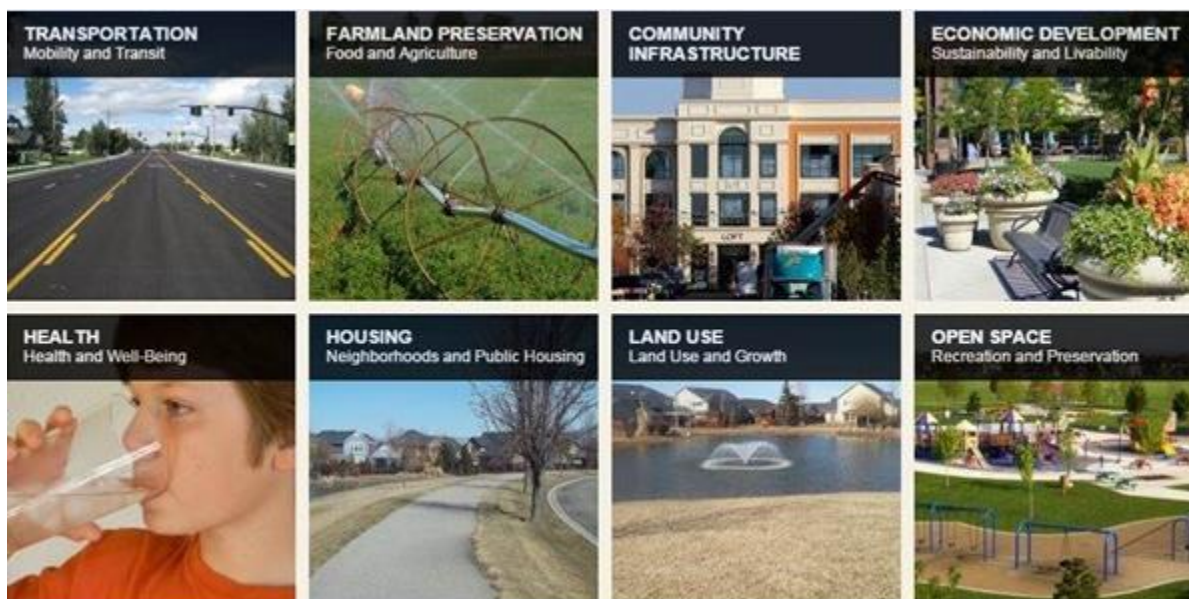 TRANSPORTATION
Mobility and Transit
FARMLAND PRESERVATION
Food and Agriculture
COMMUNITY
INFRASTRUCTURE
ECONOMIC DEVELOPMENT
Sustainability and Livability
LOFT
HEALTH
Health and Well-Being
HOUSING
Neighborhoods and Public Housing
LAND USE
Land Use and Growth
OPEN SPACE
Recreation and Preservation